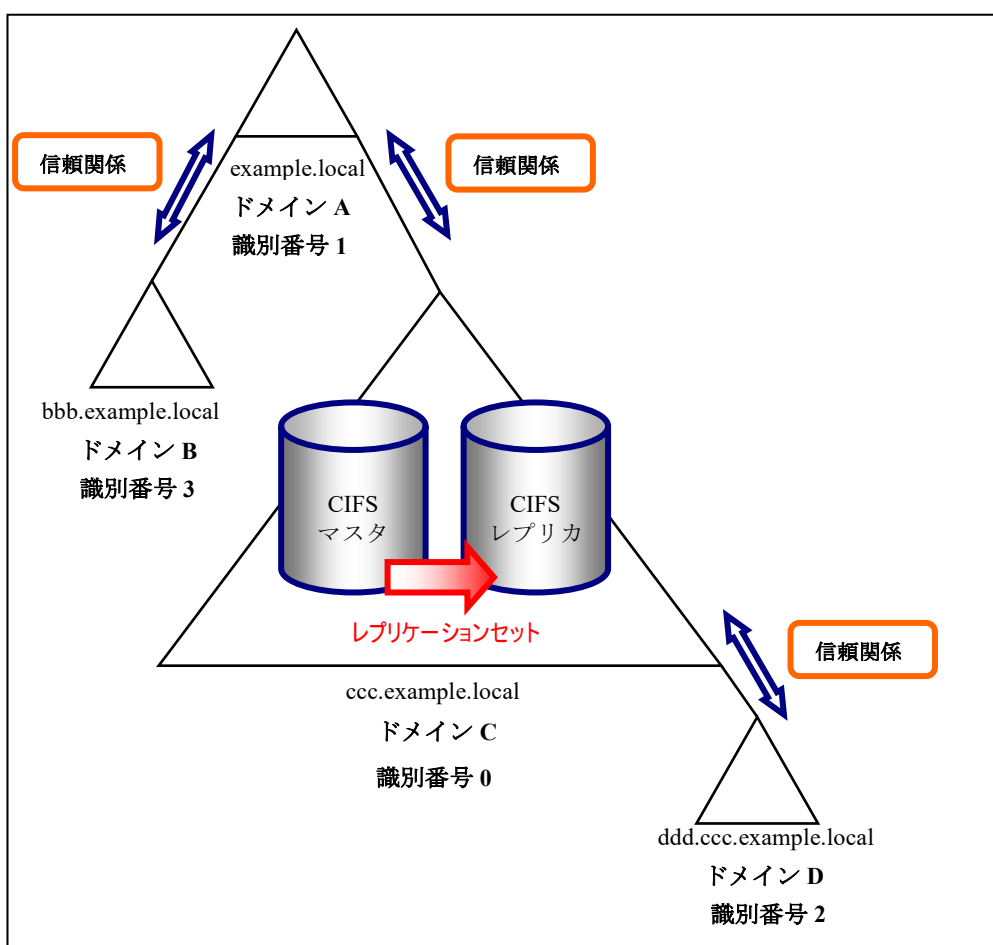 信頼関係
信頼関係
example.local
ドメイン A
識別番号 1
bbb.example.local
ドメイン B
識別番号 3
CIFS
マスタ
CIFS
レプリカ
レプリケーションセット
信頼関係
ccc.example.local
ドメイン C
識別番号 0
ddd.ccc.example.local
ドメイン D
識別番号 2